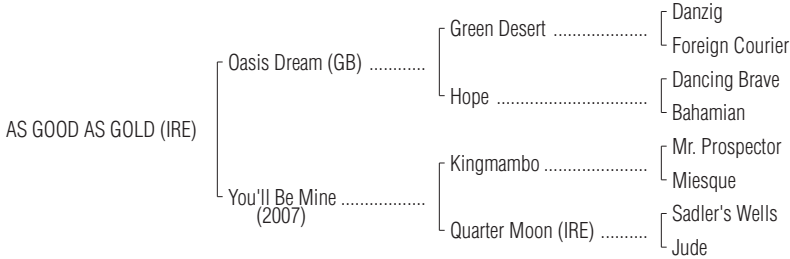 Danzig
Green Desert ....................
Foreign Courier
Oasis Dream (GB) ............
Dancing Brave
Hope ................................
Bahamian
AS GOOD AS GOLD (IRE)
Mr. Prospector
Kingmambo ......................
Miesque
You'll Be Mine ..................
(2007)
Sadler's Wells
Quarter Moon (IRE) ..........
Jude